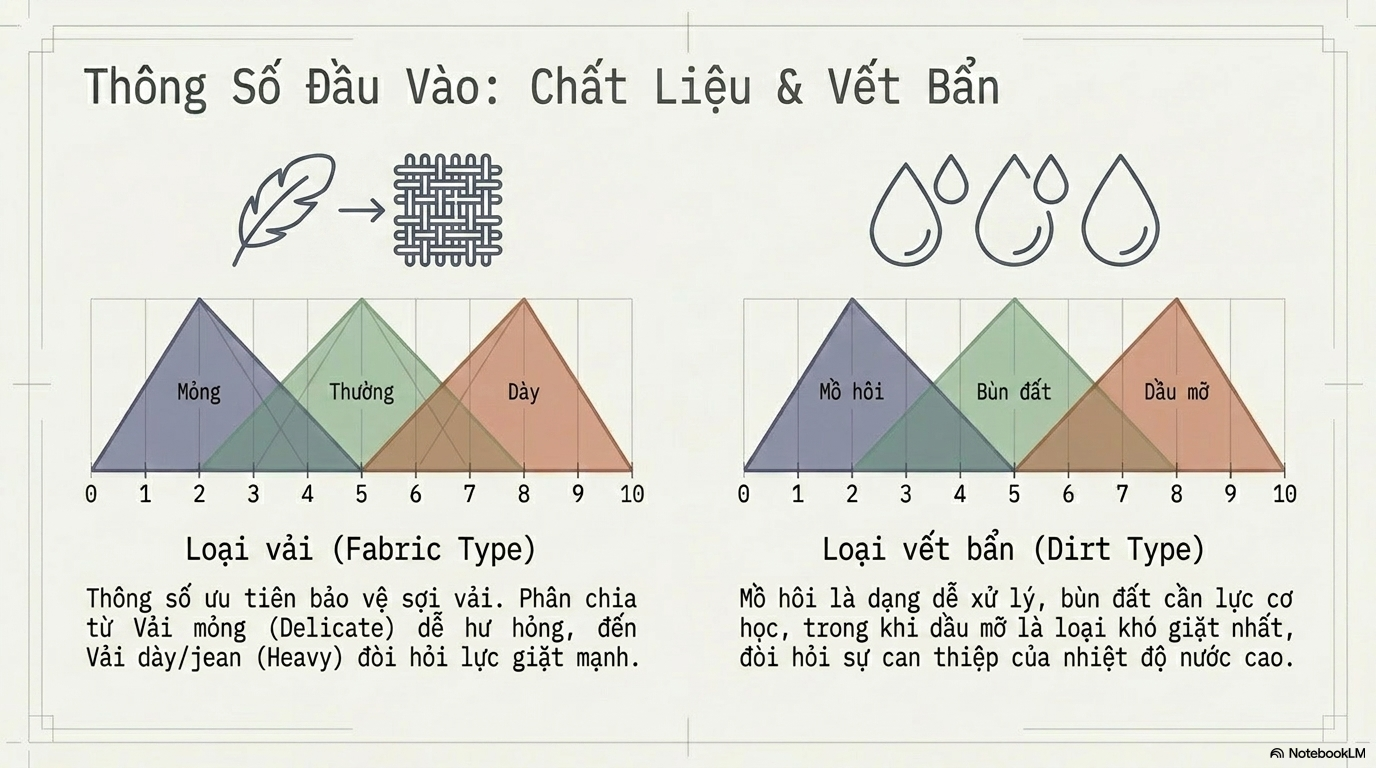 Thông Số Đầu Vào: Chất Liệu & Vết Bẩn
Mỏng
Thường
Dày
0 1 2 3 4 5 6 7 8 9 10
Loại vải (Fabric Type)
Thông số ưu tiên bảo vệ sợi vải. Phân chia
từ Vải mỏng (Delicate) dễ hư hỏng, đến
Vải dày/jean (Heavy) đòi hỏi lực giặt mạnh.
Mồ hôi
Bùn đất
Dầu mỡ
0 1 2 3 4 5 6 7 8 9 10
Loại vết bẩn (Dirt Type)
Mồ hôi là dạng dễ xử lý, bùn đất cần lực cơ
học, trong khi dầu mỡ là loại khó giặt nhất,
đòi hỏi sự can thiệp của nhiệt độ nước cao.
NotebookLM